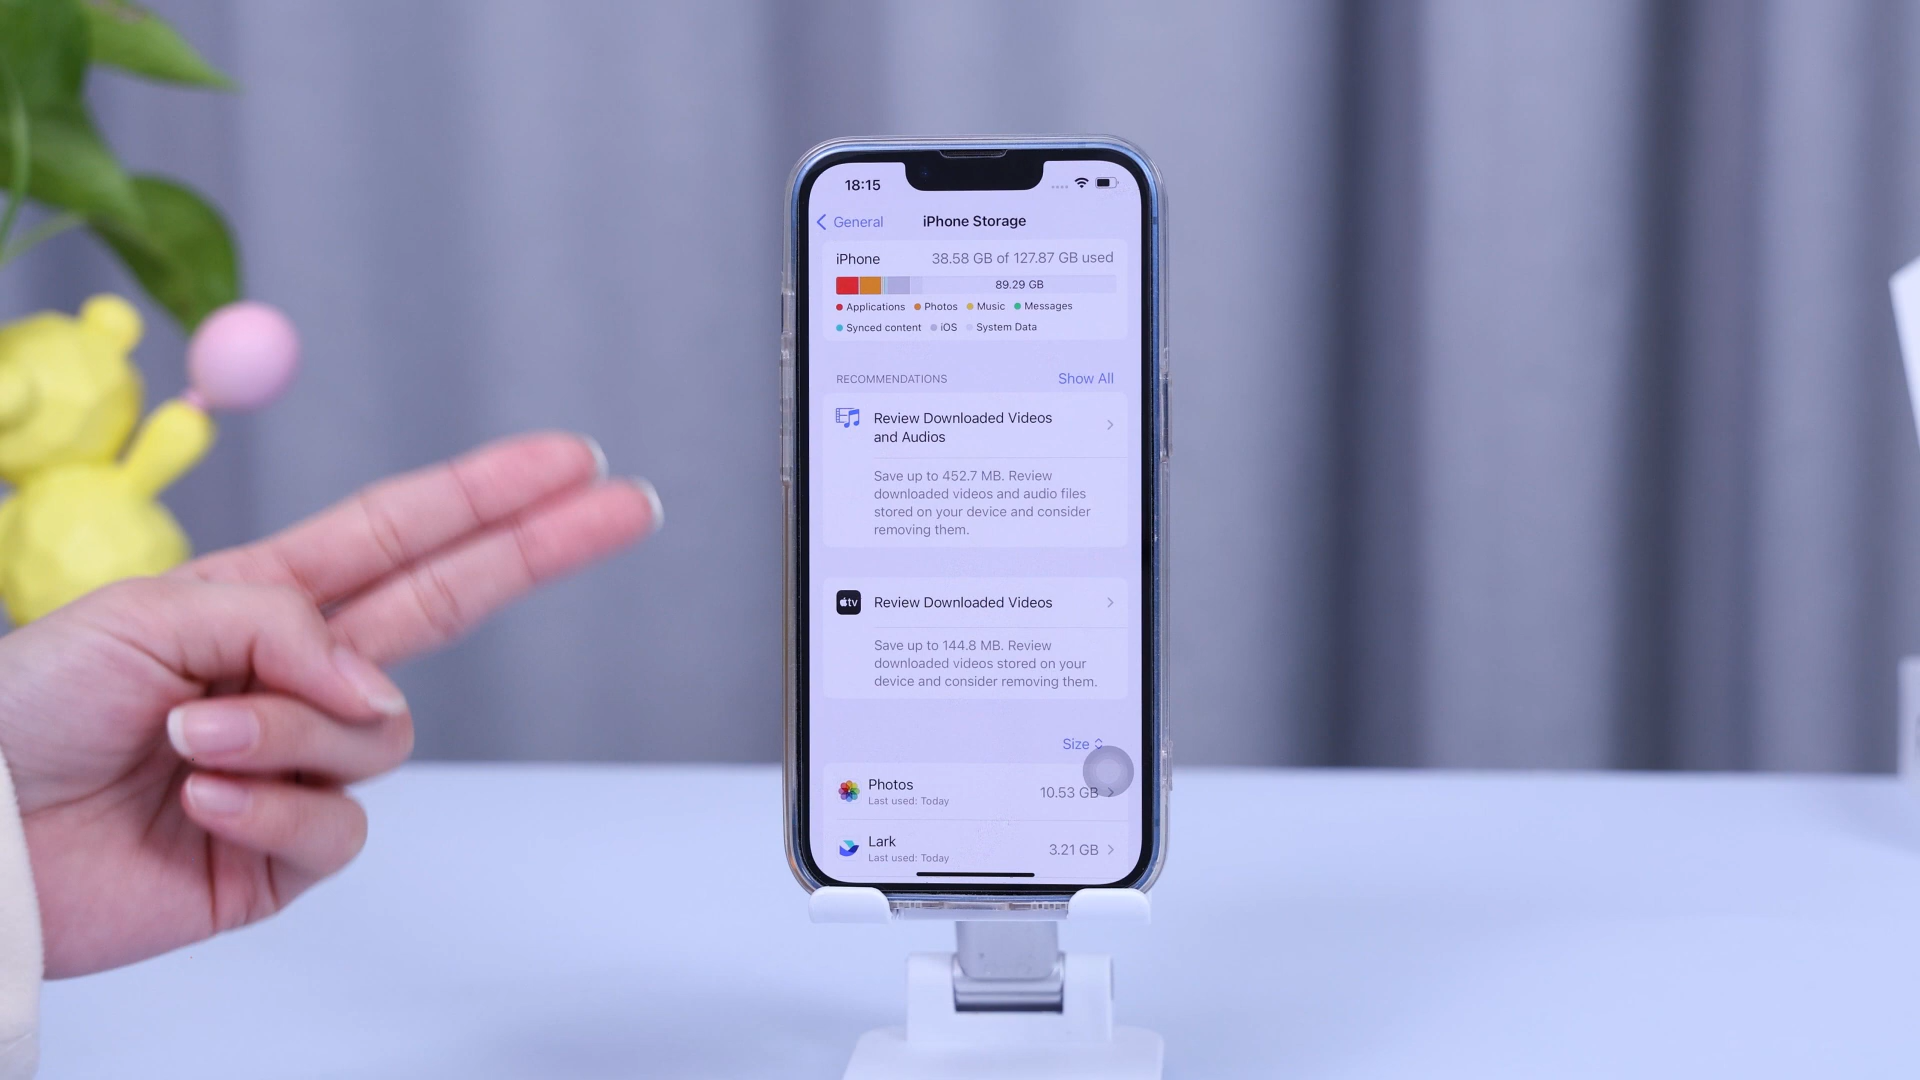 18:15
General
iPhone Storage
iPhone
38.58 GB of 127.87 GB used
89.29 GB
Applications Photos Music Messages
Synced content iOS System Data
RECOMMENDATIONS
Show All
Review Downloaded Videos
and Audios
Save up to 452.7 MB. Review
downloaded videos and audio files
stored on your device and consider
removing them.
tv
Review Downloaded Videos
Save up to 144.8 MB. Review
downloaded videos stored on your
device and consider removing them.
Size
Photos
Last used: Today
10.53 GB
Lark
Last used: Today
3.21 GB